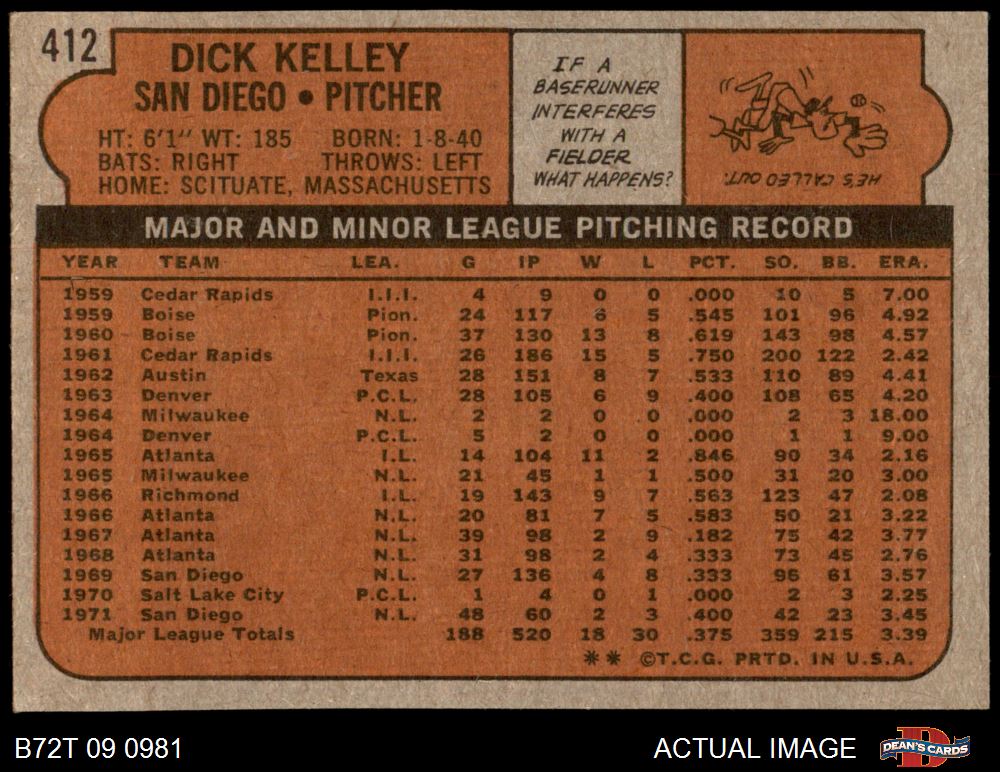 412
DICK KELLEY
SAN DIEGO • PITCHER
HT: 6'1" WT: 185 BORN: 1-8-40
BATS: RIGHT THROWS: LEFT
HOME: SCITUATE, MASSACHUSETTS
IF A
BASERUNNER
INTERFERES
WITH A
FIELDER
WHAT HAPPENS?
HE'S CALLED OUT.
MAJOR AND MINOR LEAGUE PITCHING RECORD
YEAR TEAM LEA. G IP W L PCT. SO. BB. ERA.
1959 Cedar Rapids I.I.I. 4 9 0 0 .000 10 5 7.00
1959 Boise Pion. 24 117 6 5 .545 101 96 4.92
1960 Boise Pion. 37 130 13 8 .619 143 98 4.57
1961 Cedar Rapids I.I.I. 26 186 15 5 .750 200 122 2.42
1962 Austin Texas 28 151 8 7 .533 110 89 4.41
1963 Denver P.C.L. 28 105 6 9 .400 108 65 4.20
1964 Milwaukee N.L. 2 2 0 0 .000 2 3 18.00
1964 Denver P.C.L. 5 2 0 0 .000 1 1 9.00
1965 Atlanta I.L. 14 104 11 2 .846 90 34 2.16
1965 Milwaukee N.L. 21 45 1 1 .500 31 20 3.00
1966 Richmond I.L. 19 143 9 7 .563 123 47 2.08
1966 Atlanta N.L. 20 81 7 5 .583 50 21 3.22
1967 Atlanta N.L. 39 98 2 9 .182 75 42 3.77
1968 Atlanta N.L. 31 98 2 4 .333 73 45 2.76
1969 San Diego N.L. 27 136 4 8 .333 96 61 3.57
1970 Salt Lake City P.C.L. 1 4 0 1 .000 2 3 2.25
1971 San Diego N.L. 48 60 2 3 .400 42 23 3.45
Major League Totals 188 520 18 30 .375 359 215 3.39
** ©T.C.G. PRTD. IN U.S.A.
B72T 09 0981
ACTUAL IMAGE
D
DEAN'S CARDS